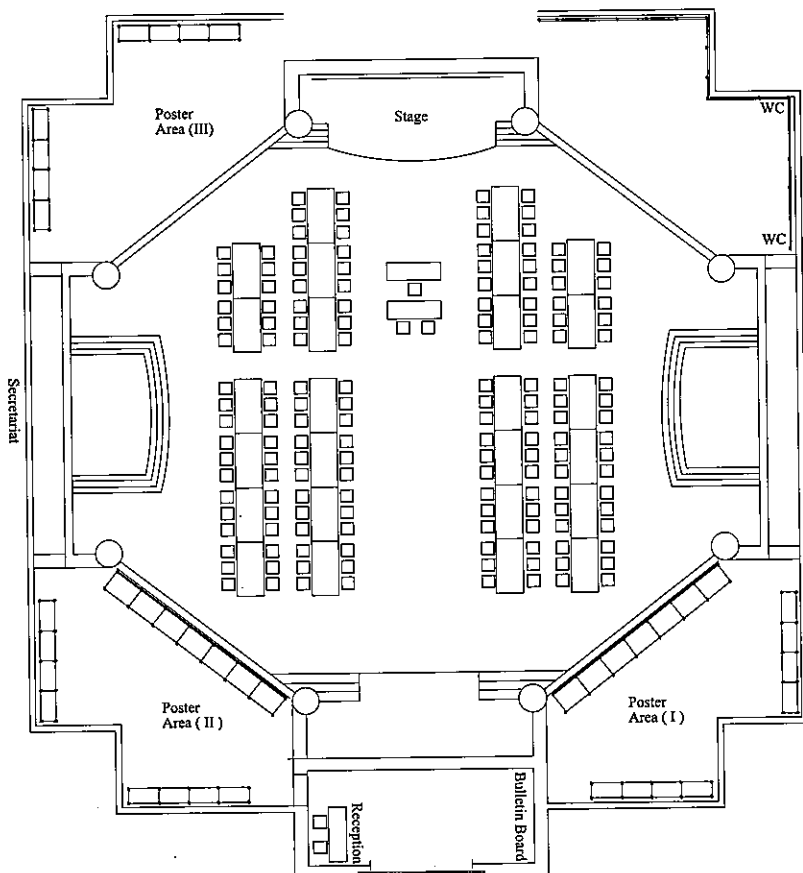 WC
Poster
Area (III)
Stage
WC
Secretariat
Poster
Area ( II )
Poster
Area ( I )
Reception
Bulletin Board